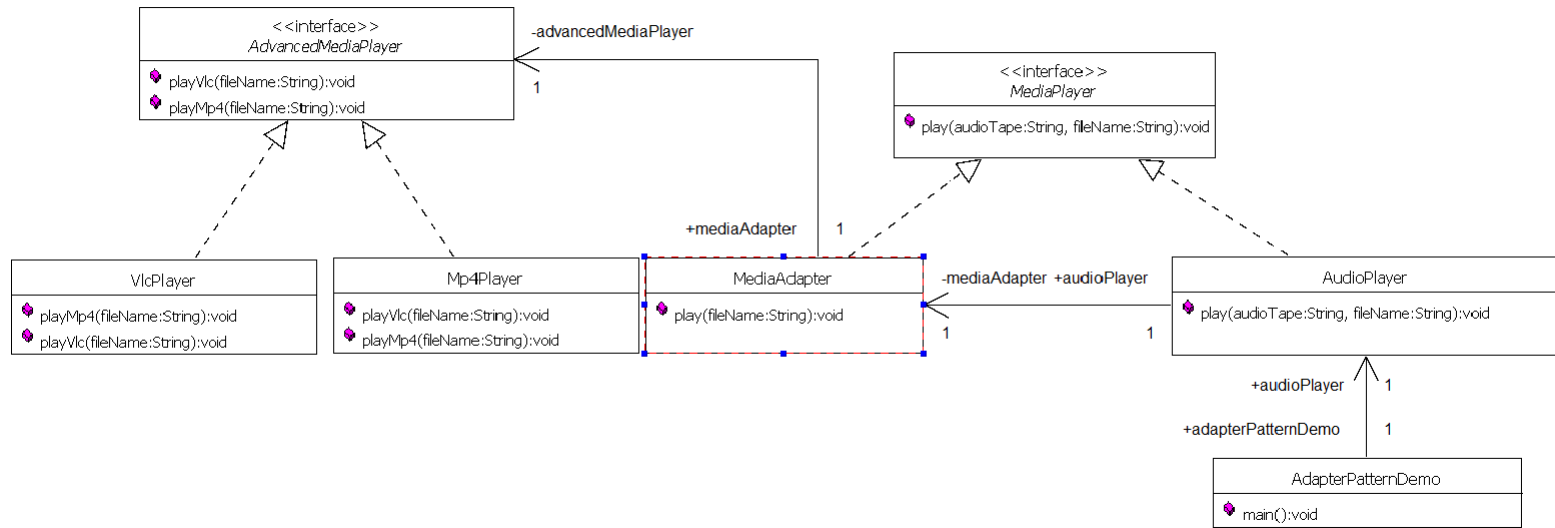 <<interface>>
AdvancedMediaPlayer
playVlc(fileName:String):void
playMp4(fileName:String):void
-advancedMediaPlayer
1
<<interface>>
MediaPlayer
play(audioTape:String, fileName:String):void
+mediaAdapter
1
VlcPlayer
playMp4(fileName:String):void
playVlc(fileName:String):void
Mp4Player
playVlc(fileName:String):void
playMp4(fileName:String):void
MediaAdapter
play(fileName:String):void
-mediaAdapter +audioPlayer
1
1
AudioPlayer
play(audioTape:String, fileName:String):void
+audioPlayer
1
+adapterPatternDemo
1
AdapterPatternDemo
main():void